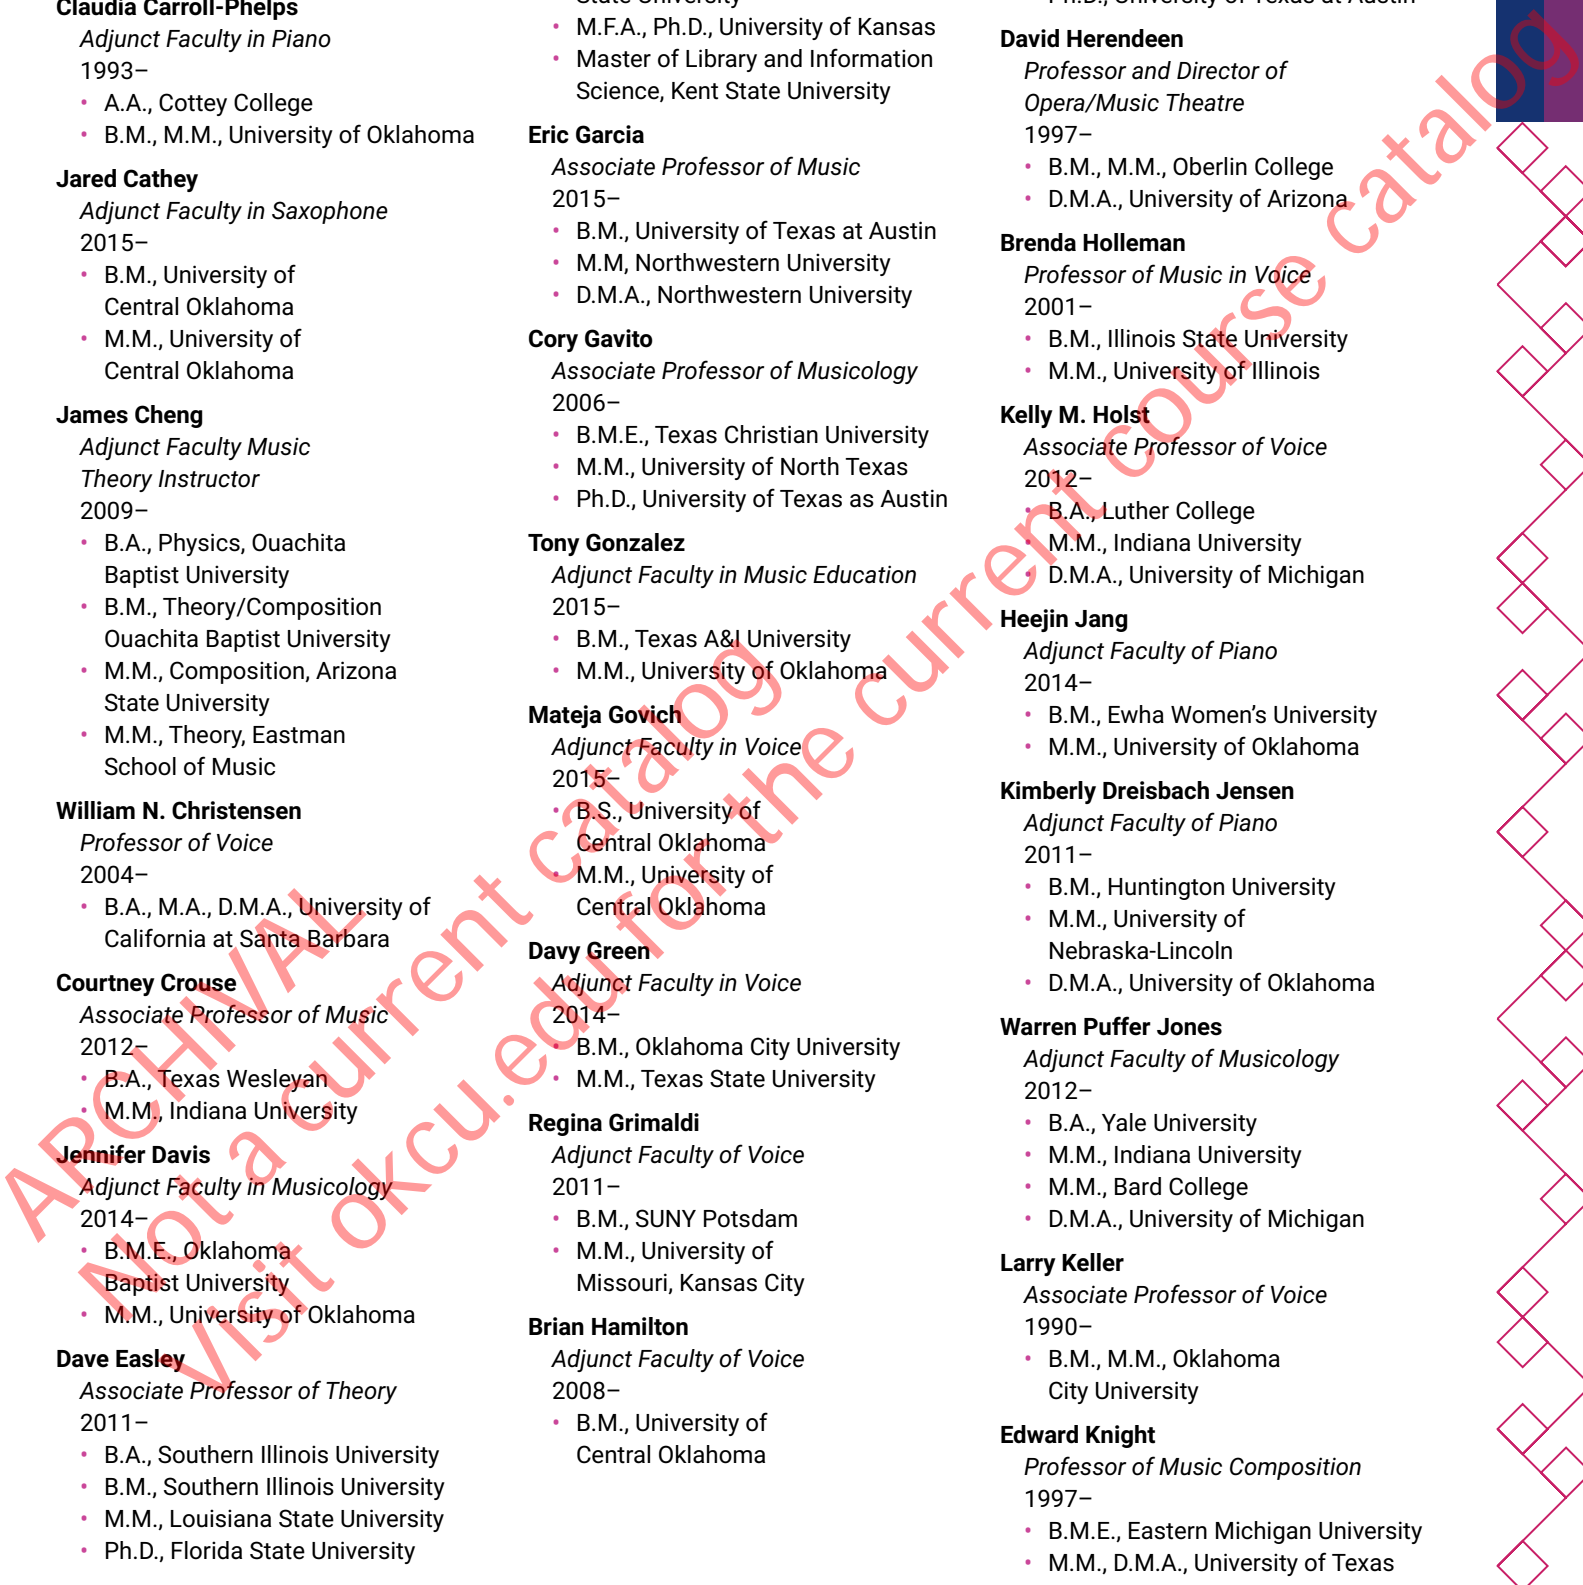 Claudia Carroll-Phelps
Adjunct Faculty in Piano
1993–
• A.A., Cottey College
• B.M., M.M., University of Oklahoma
Jared Cathey
Adjunct Faculty in Saxophone
2015–
• B.M., University of
Central Oklahoma
• M.M., University of
Central Oklahoma
James Cheng
Adjunct Faculty Music
Theory Instructor
2009–
• B.A., Physics, Ouachita
Baptist University
• B.M., Theory/Composition
Ouachita Baptist University
• M.M., Composition, Arizona
State University
• M.M., Theory, Eastman
School of Music
William N. Christensen
Professor of Voice
2004–
• B.A., M.A., D.M.A., University of
California at Santa Barbara
Courtney Crouse
Associate Professor of Music
2012–
• B.A., Texas Wesleyan
• M.M., Indiana University
Jennifer Davis
Adjunct Faculty in Musicology
2014–
• B.M.E., Oklahoma
Baptist University
• M.M., University of Oklahoma
Dave Easley
Associate Professor of Theory
2011–
• B.A., Southern Illinois University
• B.M., Southern Illinois University
• M.M., Louisiana State University
• Ph.D., Florida State University
State University
• M.F.A., Ph.D., University of Kansas
• Master of Library and Information
Science, Kent State University
Eric Garcia
Associate Professor of Music
2015–
• B.M., University of Texas at Austin
• M.M, Northwestern University
• D.M.A., Northwestern University
Cory Gavito
Associate Professor of Musicology
2006–
• B.M.E., Texas Christian University
• M.M., University of North Texas
• Ph.D., University of Texas as Austin
Tony Gonzalez
Adjunct Faculty in Music Education
2015–
• B.M., Texas A&I University
• M.M., University of Oklahoma
Mateja Govich
Adjunct Faculty in Voice
2015–
• B.S., University of
Central Oklahoma
• M.M., University of
Central Oklahoma
Davy Green
Adjunct Faculty in Voice
2014–
• B.M., Oklahoma City University
• M.M., Texas State University
Regina Grimaldi
Adjunct Faculty of Voice
2011–
• B.M., SUNY Potsdam
• M.M., University of
Missouri, Kansas City
Brian Hamilton
Adjunct Faculty of Voice
2008–
• B.M., University of
Central Oklahoma
Ph.D., University of Texas at Austin
David Herendeen
Professor and Director of
Opera/Music Theatre
1997–
• B.M., M.M., Oberlin College
• D.M.A., University of Arizona
Brenda Holleman
Professor of Music in Voice
2001–
• B.M., Illinois State University
• M.M., University of Illinois
Kelly M. Holst
Associate Professor of Voice
2012–
• B.A., Luther College
• M.M., Indiana University
• D.M.A., University of Michigan
Heejin Jang
Adjunct Faculty of Piano
2014–
• B.M., Ewha Women’s University
• M.M., University of Oklahoma
Kimberly Dreisbach Jensen
Adjunct Faculty of Piano
2011–
• B.M., Huntington University
• M.M., University of
Nebraska-Lincoln
• D.M.A., University of Oklahoma
Warren Puffer Jones
Adjunct Faculty of Musicology
2012–
• B.A., Yale University
• M.M., Indiana University
• M.M., Bard College
• D.M.A., University of Michigan
Larry Keller
Associate Professor of Voice
1990–
• B.M., M.M., Oklahoma
City University
Edward Knight
Professor of Music Composition
1997–
• B.M.E., Eastern Michigan University
• M.M., D.M.A., University of Texas
ARCHIVAL
Not a current catalog
Visit okcu.edu for the current course catalog